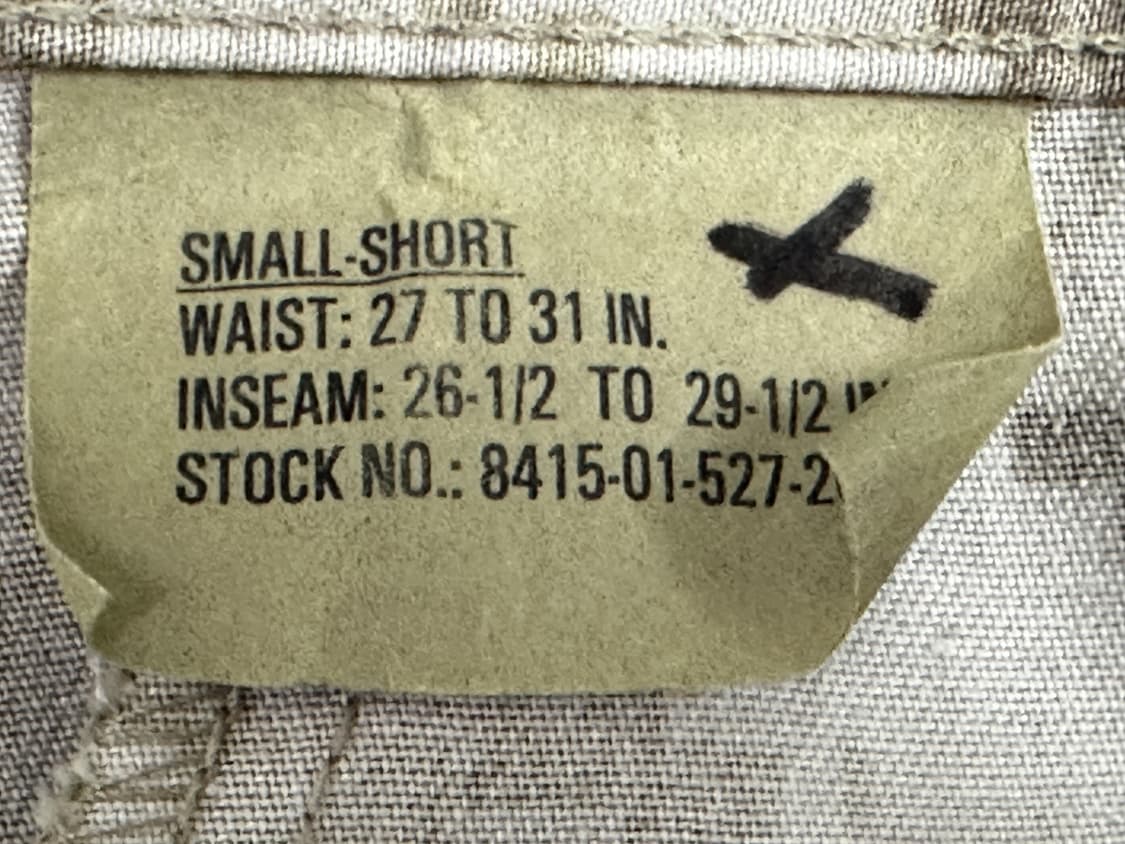 SMALL-SHORT
WAIST: 27 TO 31 IN.
INSEAM: 26-1/2 TO 29-1/2
STOCK NO.: 8415-01-527-2